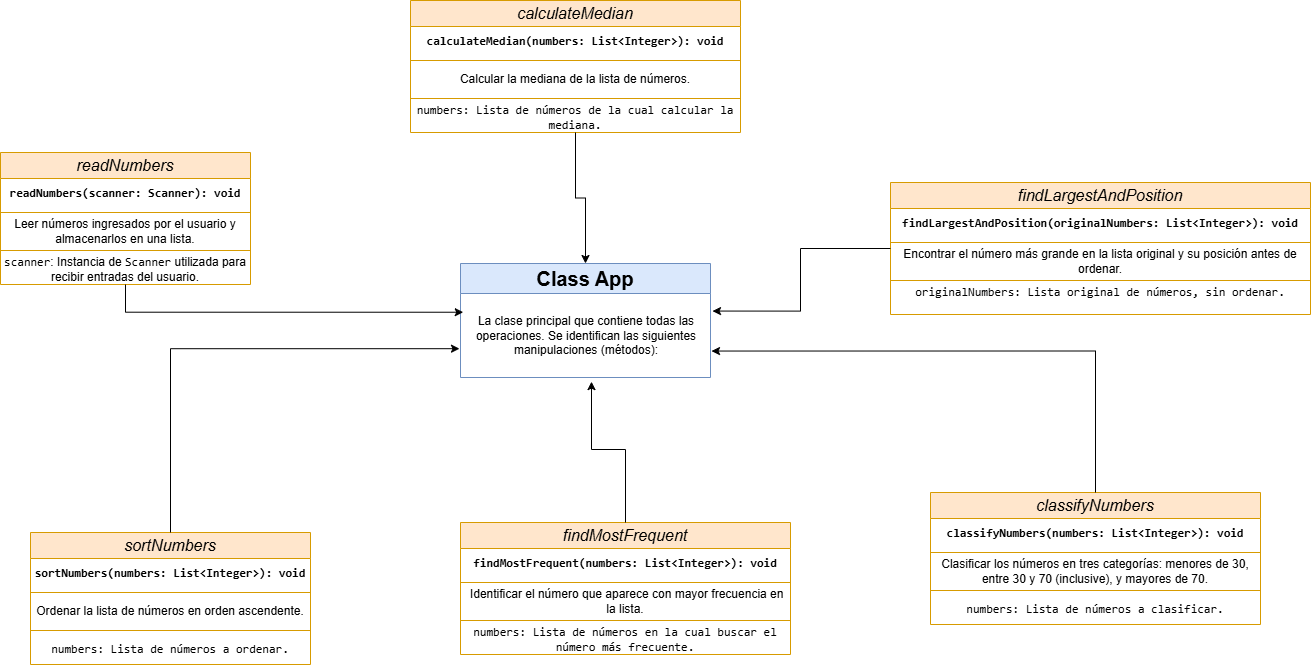 calculateMedian
calculateMedian(numbers: List<Integer>): void
Calcular la mediana de la lista de números.
numbers: Lista de números de la cual calcular la
mediana.
readNumbers
readNumbers(scanner: Scanner): void
Leer números ingresados por el usuario y
almacenarlos en una lista.
scanner: Instancia de Scanner utilizada para
recibir entradas del usuario.
findLargestAndPosition
findLargestAndPosition(originalNumbers: List<Integer>): void
Encontrar el número más grande en la lista original y su posición antes de
ordenar.
originalNumbers: Lista original de números, sin ordenar.
Class App
La clase principal que contiene todas las
operaciones. Se identifican las siguientes
manipulaciones (métodos):
sortNumbers
sortNumbers(numbers: List<Integer>): void
Ordenar la lista de números en orden ascendente.
numbers: Lista de números a ordenar.
findMostFrequent
findMostFrequent(numbers: List<Integer>): void
Identificar el número que aparece con mayor frecuencia en
la lista.
numbers: Lista de números en la cual buscar el
número más frecuente.
classifyNumbers
classifyNumbers(numbers: List<Integer>): void
Clasificar los números en tres categorías: menores de 30,
entre 30 y 70 (inclusive), y mayores de 70.
numbers: Lista de números a clasificar.